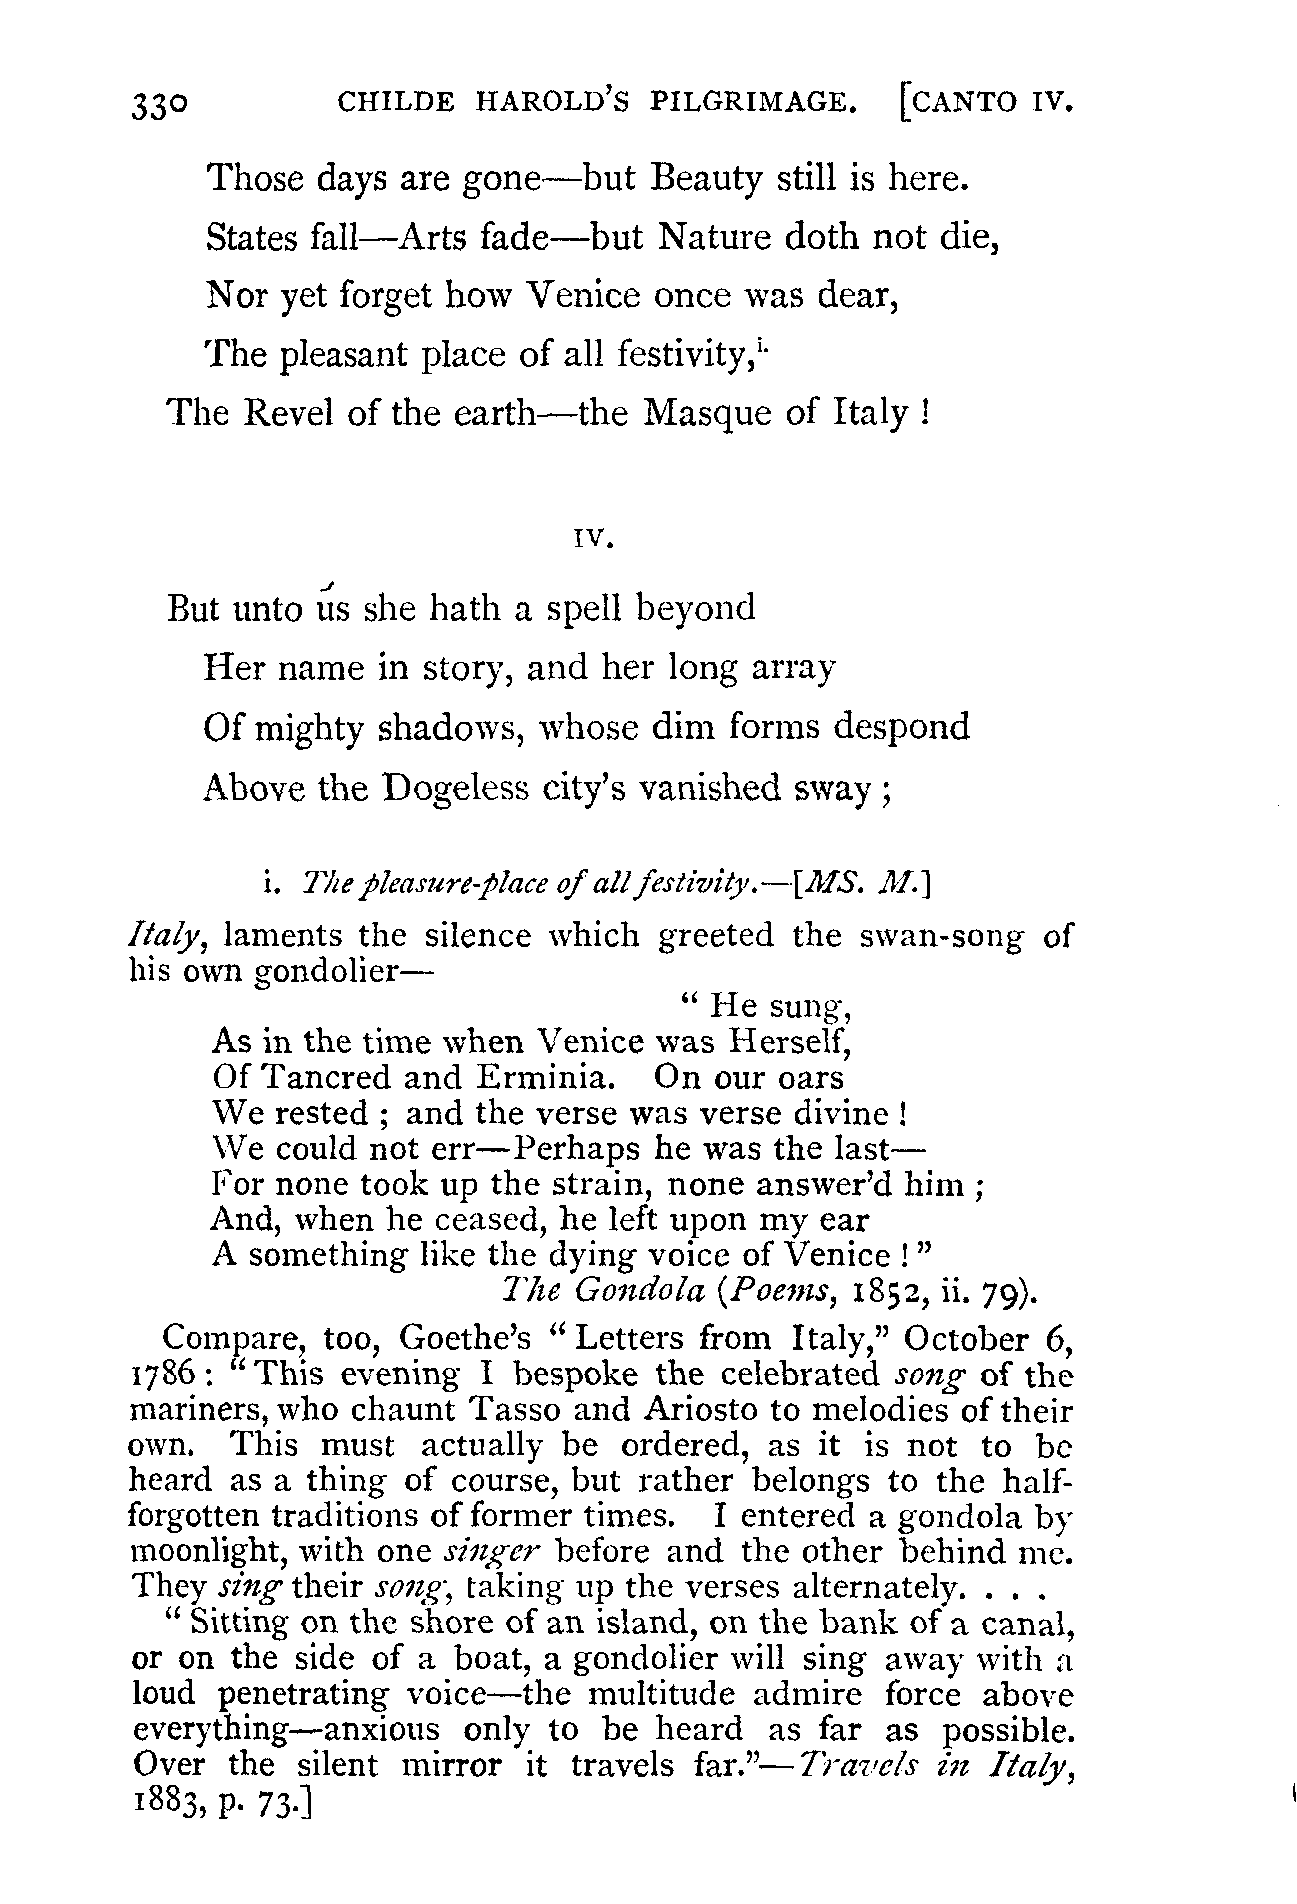 330 CHILDE HAROLD'S PILGRIMAGE. [CANTO IV.
Those days are gone—but Beauty still is here.
States fall—Arts fade—but Nature doth not die,
Nor yet forget how Venice once was dear,
The pleasant place of all festivity,i.
The Revel of the earth—the Masque of Italy !
IV.
But unto us she hath a spell beyond
Her name in story, and her long array
Of mighty shadows, whose dim forms despond
Above the Dogeless city's vanished sway ;
i. The pleasure-place of all festivity.—[MS. M.]
Italy, laments the silence which greeted the swan-song of
his own gondolier—
" He sung,
As in the time when Venice was Herself,
Of Tancred and Erminia. On our oars
We rested ; and the verse was verse divine !
We could not err—Perhaps he was the last—
For none took up the strain, none answer'd him ;
And, when he ceased, he left upon my ear
A something like the dying voice of Venice ! "
The Gondola (Poems, 1852, ii. 79).
Compare, too, Goethe's " Letters from Italy," October 6,
1786 : " This evening I bespoke the celebrated song of the
mariners, who chaunt Tasso and Ariosto to melodies of their
own. This must actually be ordered, as it is not to be
heard as a thing of course, but rather belongs to the half-
forgotten traditions of former times. I entered a gondola by
moonlight, with one singer before and the other behind me.
They sing their song, taking up the verses alternately. . . .
" Sitting on the shore of an island, on the bank of a canal,
or on the side of a boat, a gondolier will sing away with a
loud penetrating voice—the multitude admire force above
everything—anxious only to be heard as far as possible.
Over the silent mirror it travels far."—Travels in Italy,
1883, p. 73.]